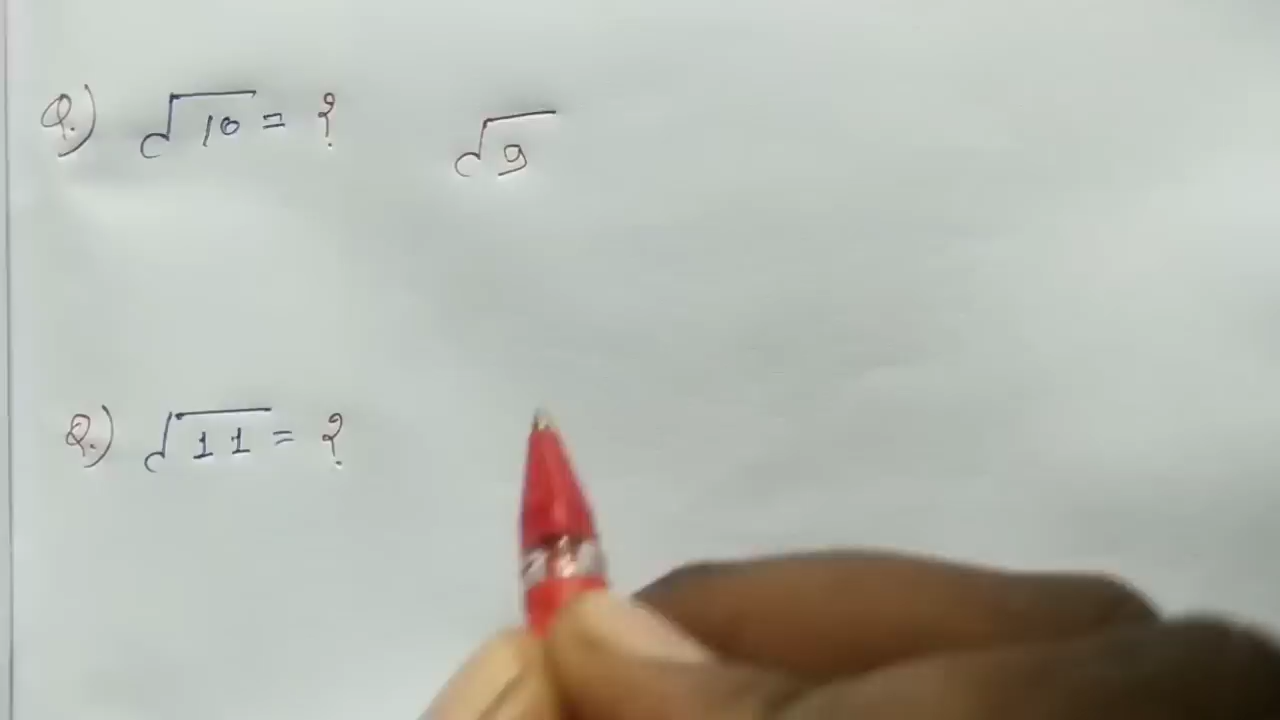 Q.) √10 = ? √9
Q.) √11 = ?